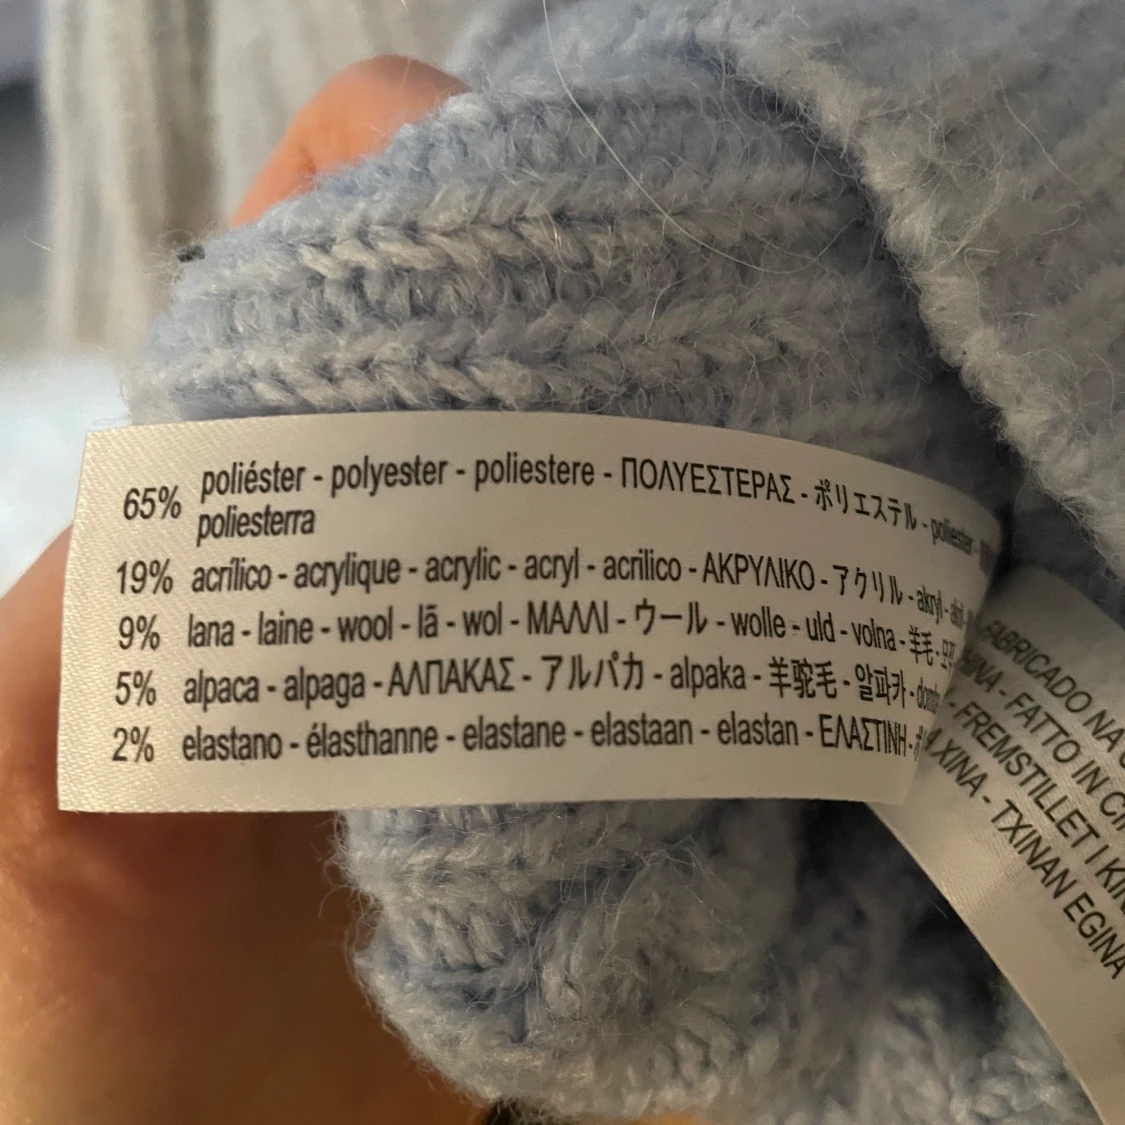 65% poliéster - polyester - poliestere - ΠΟΛΥΕΣΤΕΡΑΣ - ポリエステル - poliester -
poliesterra
19% acrílico - acrylique - acrylic - acryl - acrilico - ΑΚΡΥΛΙΚΟ - アクリル - akryl -
9% lana - laine - wool - lã - wol - ΜΑΛΛΙ - ウール - wolle - uld - volna - 羊毛 -
5% alpaca - alpaga - ΑΛΠΑΚΑΣ - アルパカ - alpaka - 羊驼毛 - 알파카 -
2% elastano - élasthanne - elastane - elastaan - elastan - ΕΛΑΣΤΙΝΗ -
FABRICADO NA
- FATTO IN
- FREMSTILLET I
XINA - TXINAN EGINA